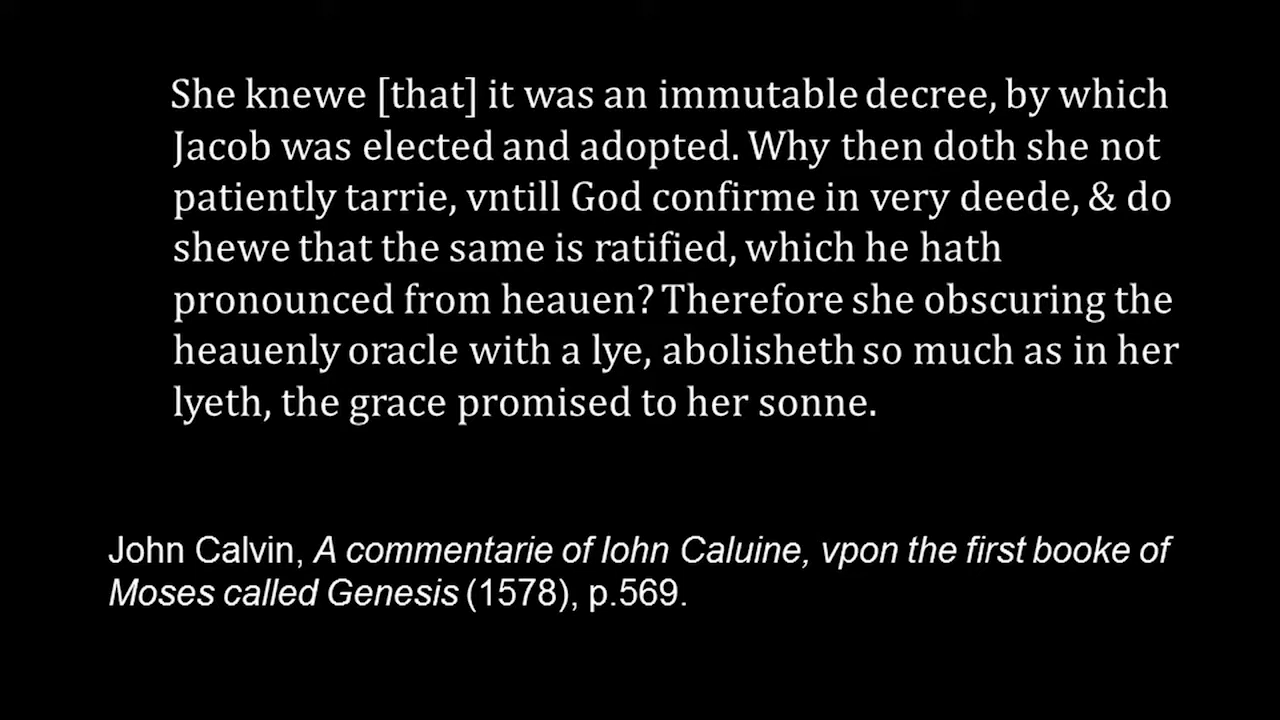 She knewe [that] it was an immutable decree, by which
Jacob was elected and adopted. Why then doth she not
patiently tarrie, vntill God confirme in very deede, & do
shewe that the same is ratified, which he hath
pronounced from heauen? Therefore she obscuring the
heauenly oracle with a lye, abolisheth so much as in her
lyeth, the grace promised to her sonne.
John Calvin, A commentarie of Iohn Caluine, vpon the first booke of
Moses called Genesis (1578), p.569.